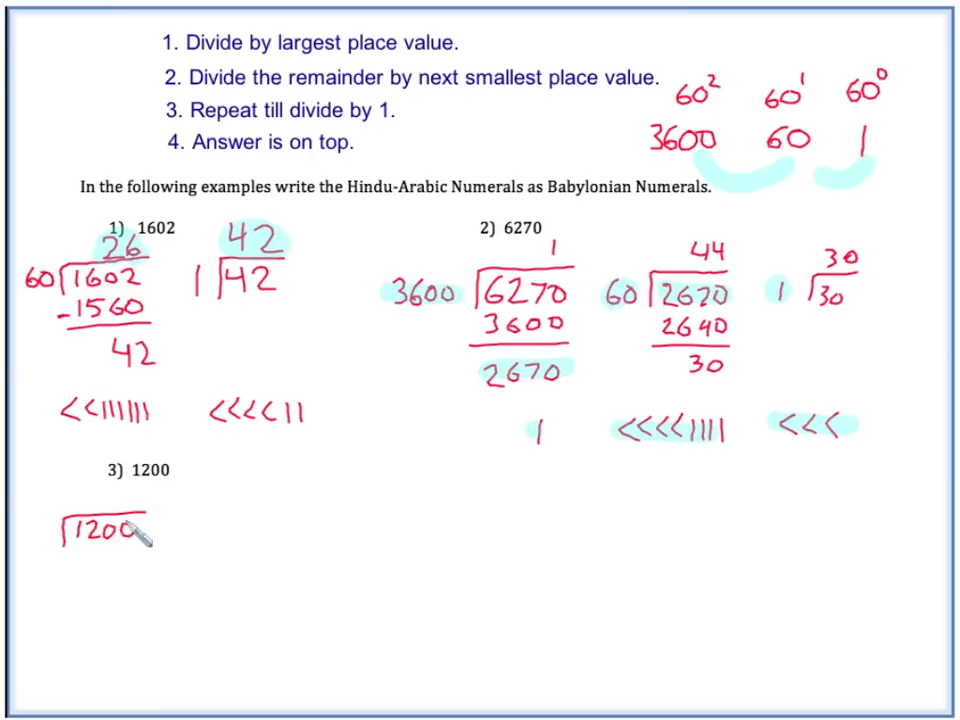 1. Divide by largest place value.
2. Divide the remainder by next smallest place value.
3. Repeat till divide by 1.
4. Answer is on top.
60² 60¹ 60⁰
3600 60 1
In the following examples write the Hindu-Arabic Numerals as Babylonian Numerals.
1) 1602
26
60 1602
-1560
42
42
1 42
<<|||||| <<<<||
2) 6270
1
3600 6270
3600
2670
44
60 2670
2640
30
30
1 30
| <<<<|||| <<<
3) 1200
1200